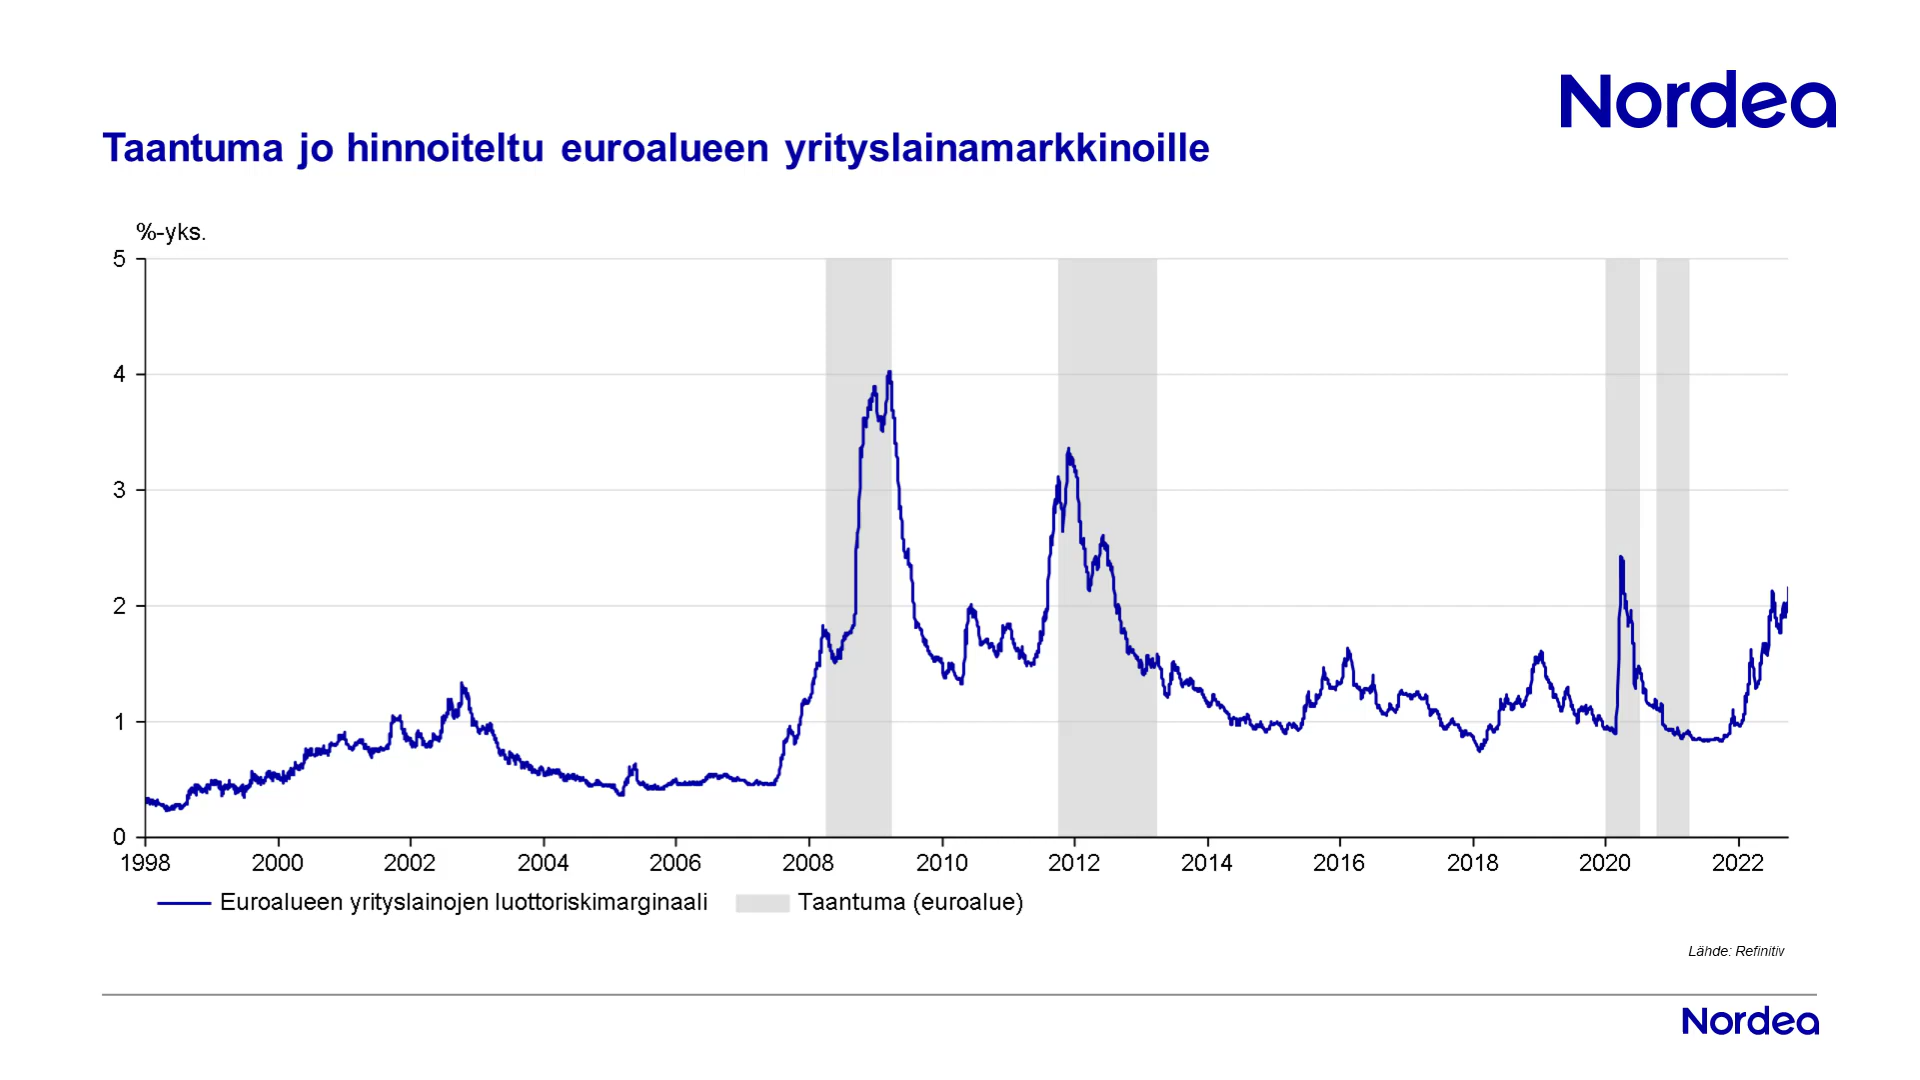 Nordea
Taantuma jo hinnoiteltu euroalueen yrityslainamarkkinoille
%-yks.
5
4
3
2
1
0
1998 2000 2002 2004 2006 2008 2010 2012 2014 2016 2018 2020 2022
Euroalueen yrityslainojen luottoriskimarginaali Taantuma (euroalue)
Lähde: Refinitiv
Nordea